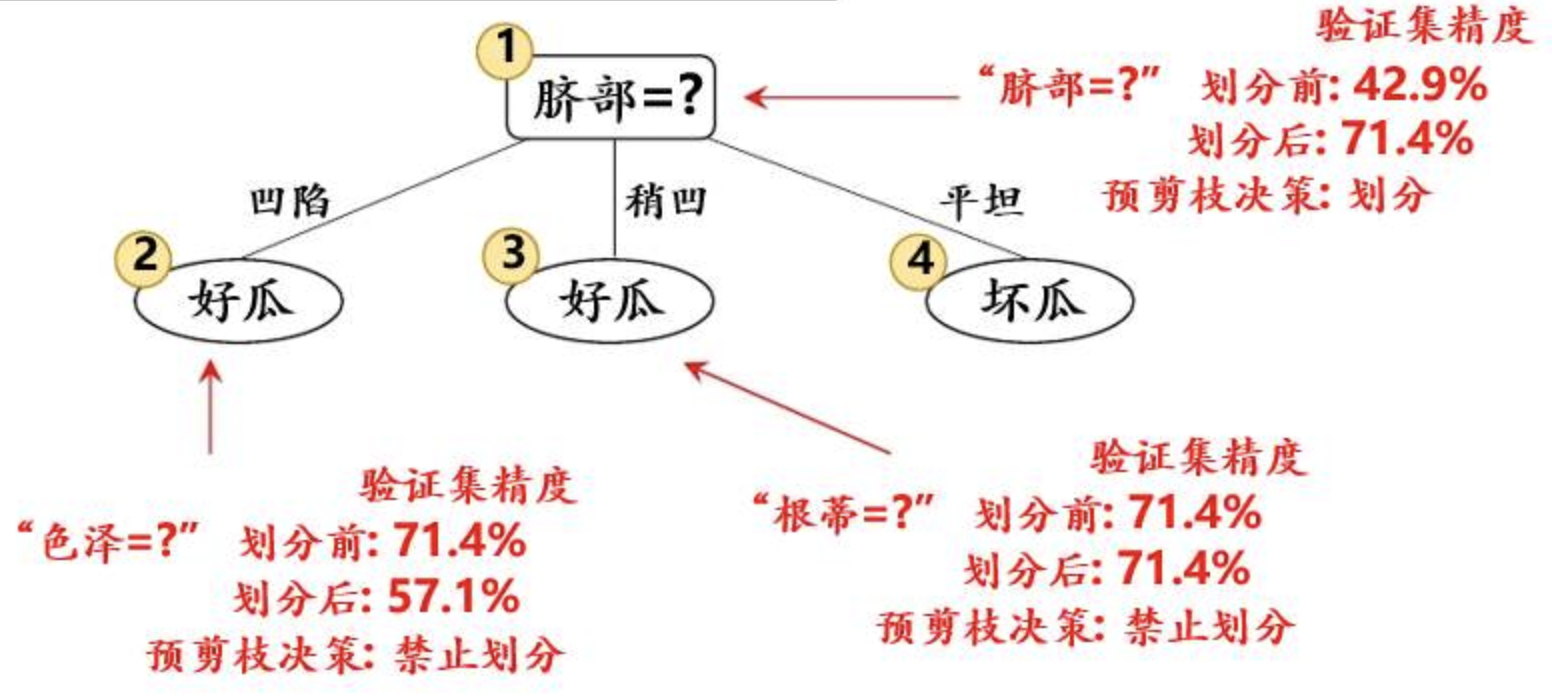 1
脐部=?
验证集精度
“脐部=?” 划分前: 42.9%
划分后: 71.4%
预剪枝决策: 划分
凹陷
稍凹
平坦
2
好瓜
3
好瓜
4
坏瓜
验证集精度
“色泽=?” 划分前: 71.4%
划分后: 57.1%
预剪枝决策: 禁止划分
验证集精度
“根蒂=?” 划分前: 71.4%
划分后: 71.4%
预剪枝决策: 禁止划分